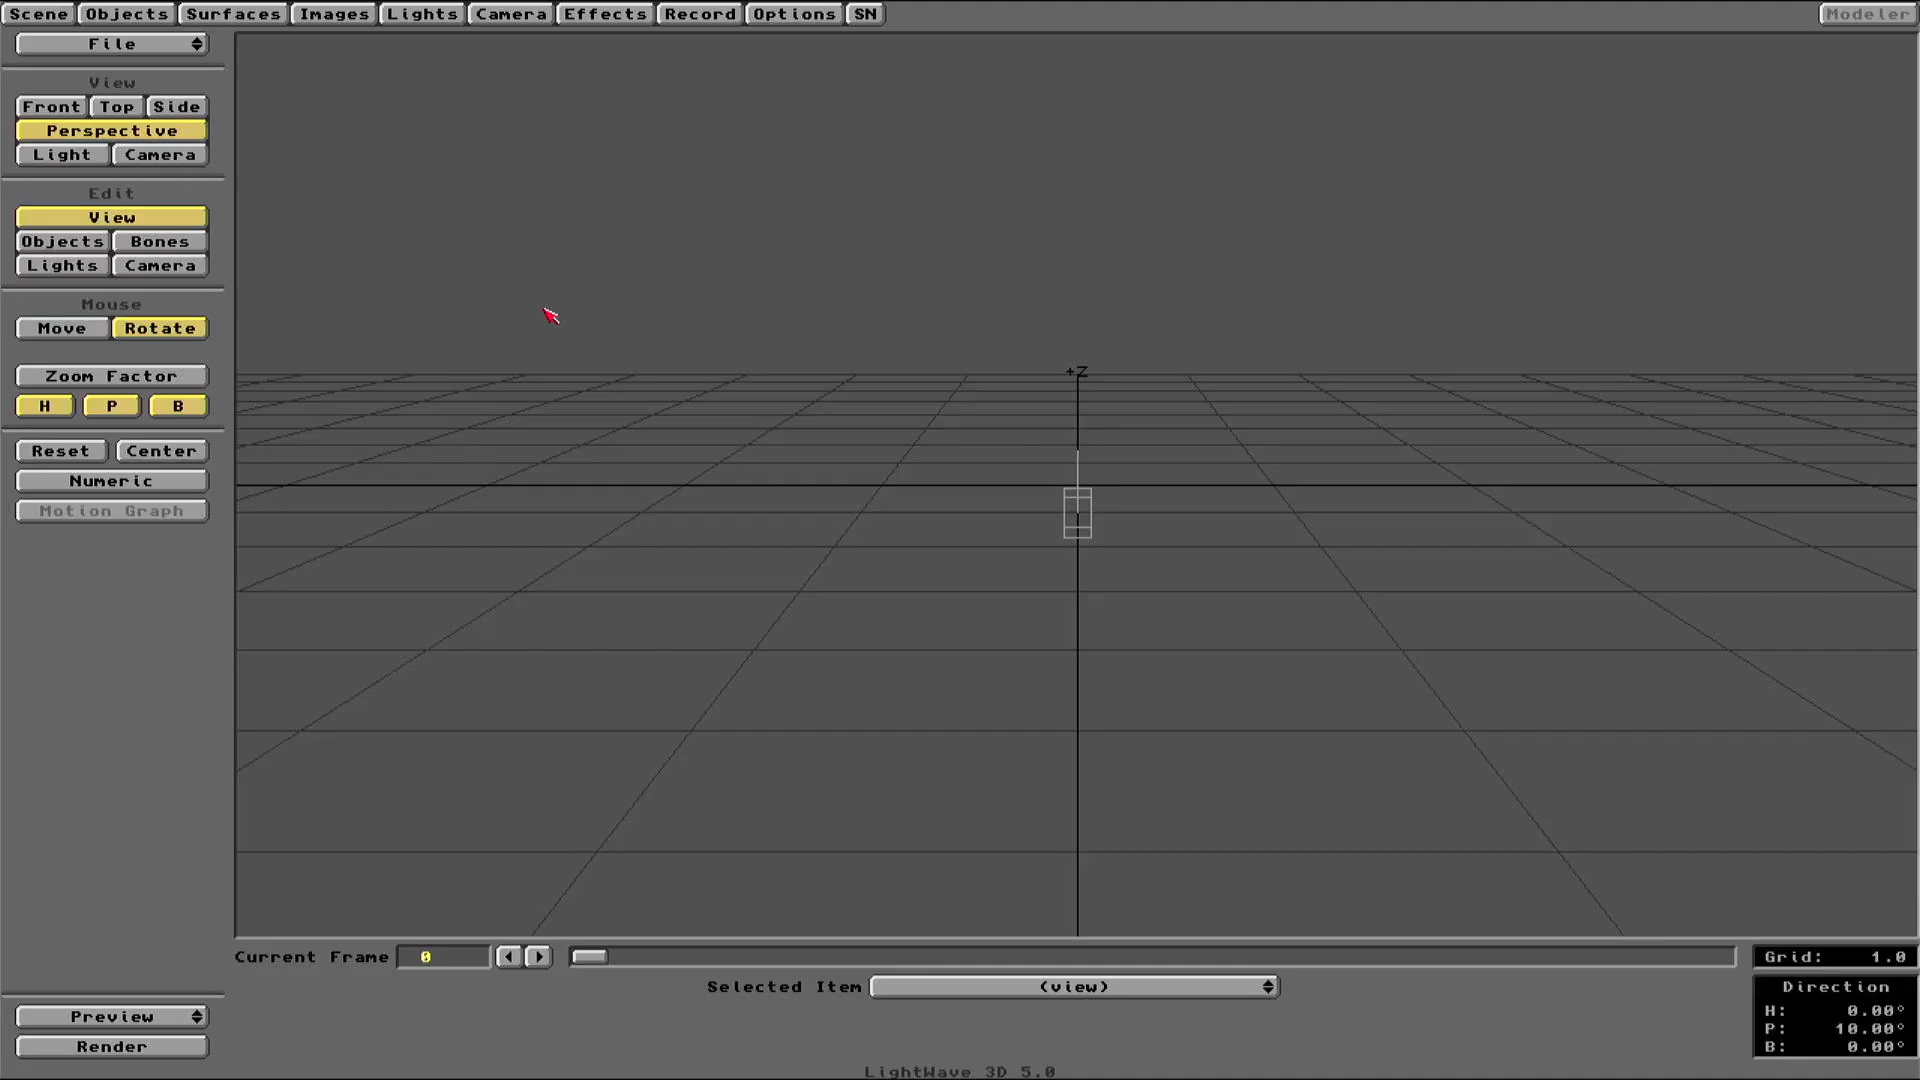 Scene Objects Surfaces Images Lights Camera Effects Record Options SN Modeler
File
View
Front Top Side
Perspective
Light Camera
Edit
View
Objects Bones
Lights Camera
Mouse
Move Rotate
Zoom Factor
H P B
Reset Center
Numeric
Motion Graph
+Z
Current Frame 0
Grid: 1.0
Selected Item (view)
Direction
H: 0.00°
P: 10.00°
B: 0.00°
Preview
Render
LightWave 3D 5.0